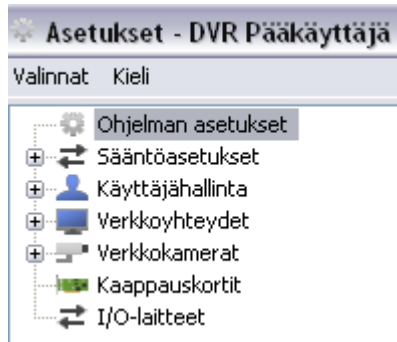 Asetukset - DVR Pääkäyttäjä
Valinnat Kieli
Ohjelman asetukset
Sääntöasetukset
Käyttäjähallinta
Verkkoyhteydet
Verkkokamerat
Kaappauskortit
I/O-laitteet